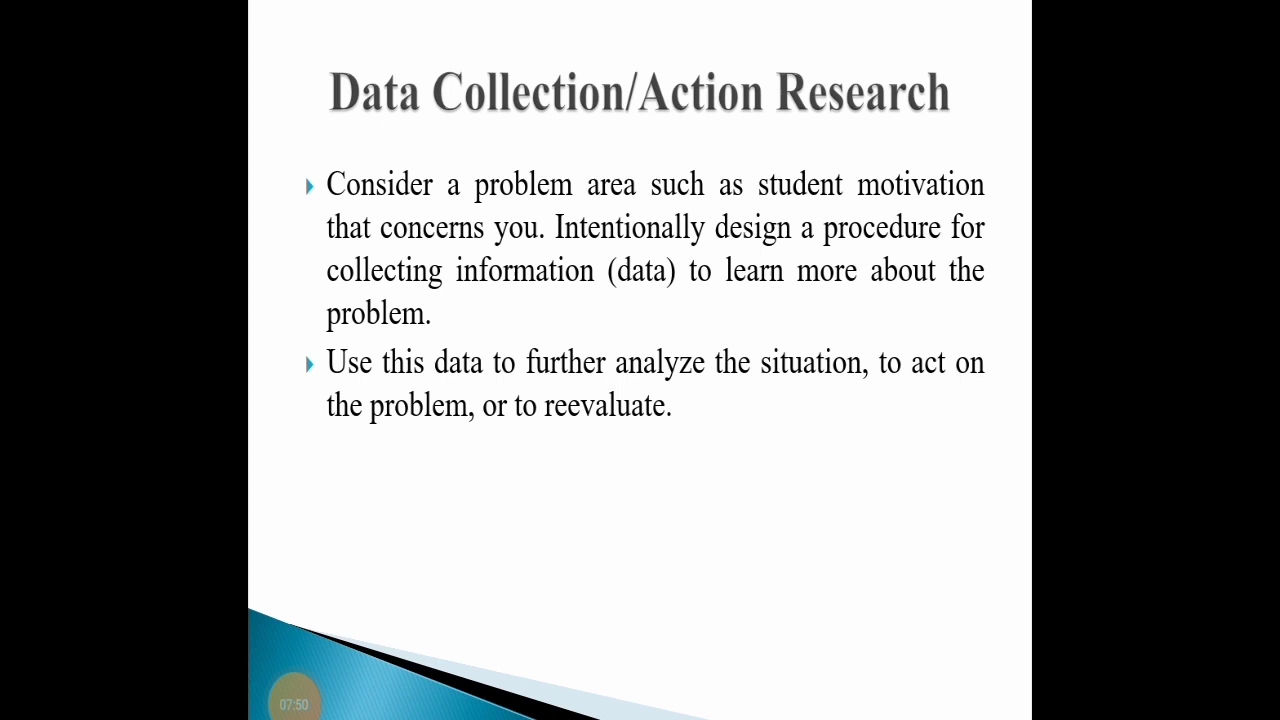 Data Collection/Action Research
Consider a problem area such as student motivation
that concerns you. Intentionally design a procedure for
collecting information (data) to learn more about the
problem.
Use this data to further analyze the situation, to act on
the problem, or to reevaluate.
07:50